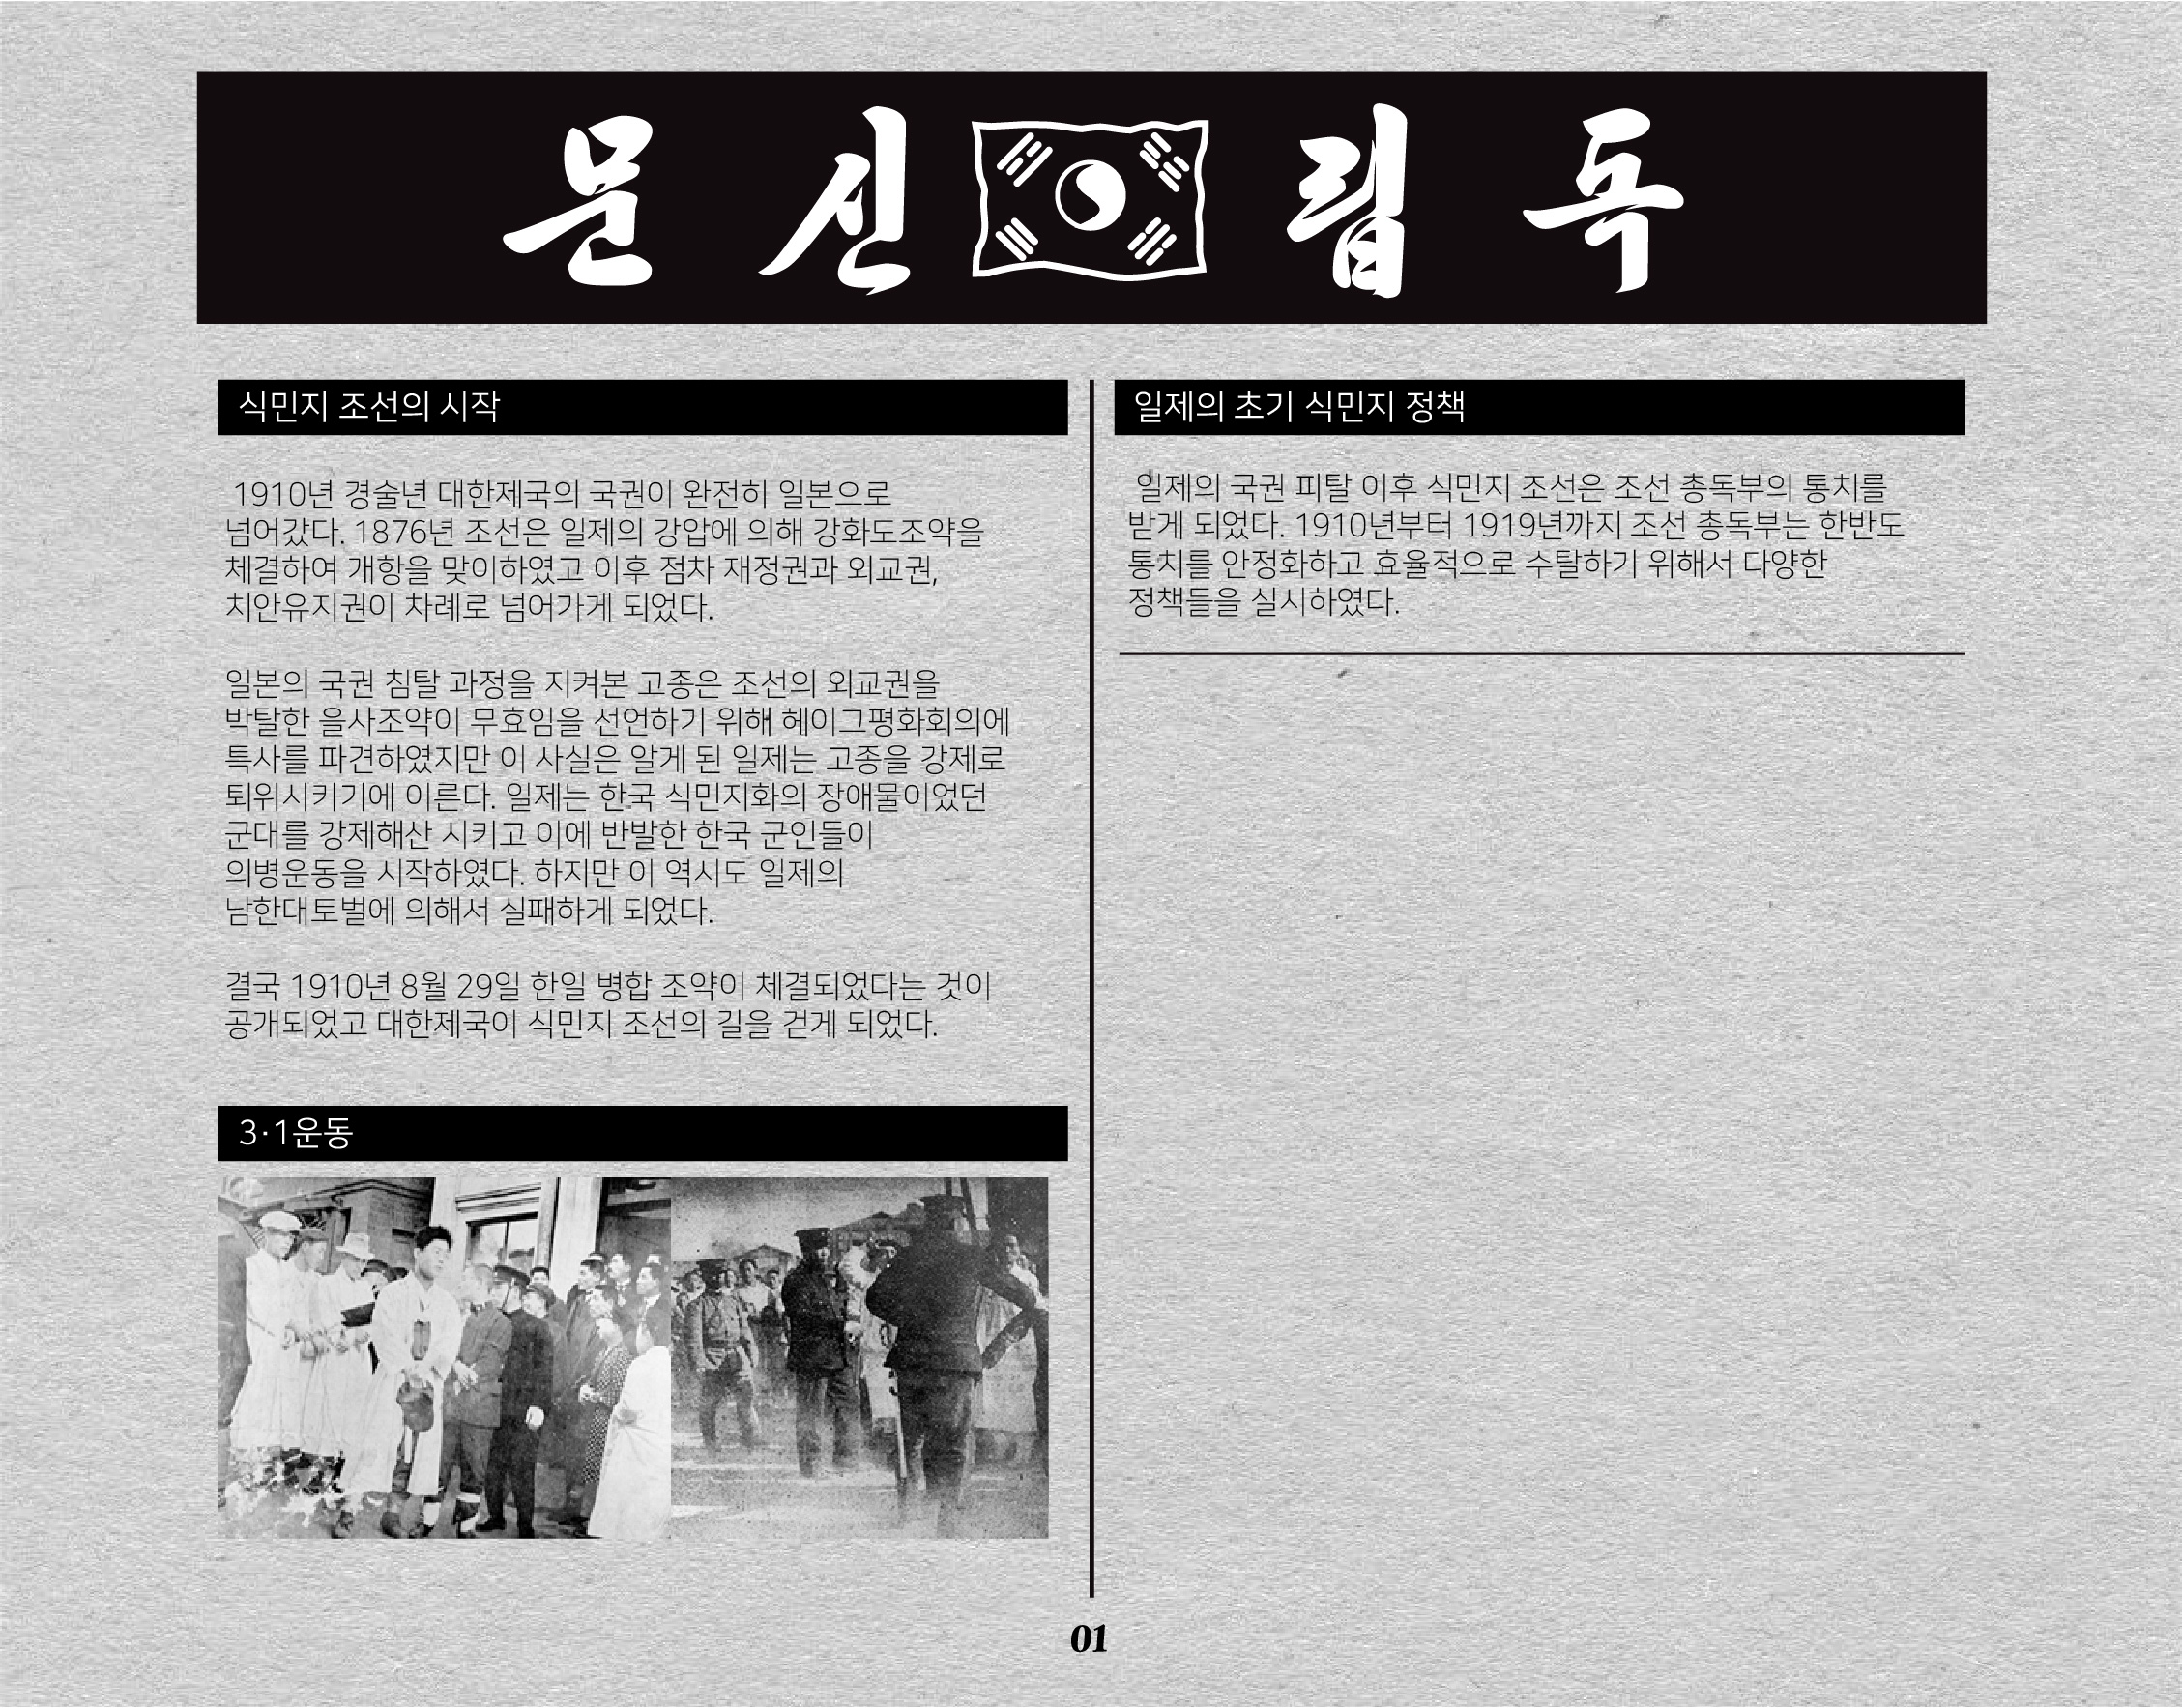 문 신 립 독
식민지 조선의 시작
1910년 경술년 대한제국의 국권이 완전히 일본으로
넘어갔다. 1876년 조선은 일제의 강압에 의해 강화도조약을
체결하여 개항을 맞이하였고 이후 점차 재정권과 외교권,
치안유지권이 차례로 넘어가게 되었다.
일본의 국권 침탈 과정을 지켜본 고종은 조선의 외교권을
박탈한 을사조약이 무효임을 선언하기 위해 헤이그평화회의에
특사를 파견하였지만 이 사실은 알게 된 일제는 고종을 강제로
퇴위시키기에 이른다. 일제는 한국 식민지화의 장애물이었던
군대를 강제해산 시키고 이에 반발한 한국 군인들이
의병운동을 시작하였다. 하지만 이 역시도 일제의
남한대토벌에 의해서 실패하게 되었다.
결국 1910년 8월 29일 한일 병합 조약이 체결되었다는 것이
공개되었고 대한제국이 식민지 조선의 길을 걷게 되었다.
3·1운동
일제의 초기 식민지 정책
일제의 국권 피탈 이후 식민지 조선은 조선 총독부의 통치를
받게 되었다. 1910년부터 1919년까지 조선 총독부는 한반도
통치를 안정화하고 효율적으로 수탈하기 위해서 다양한
정책들을 실시하였다.
01